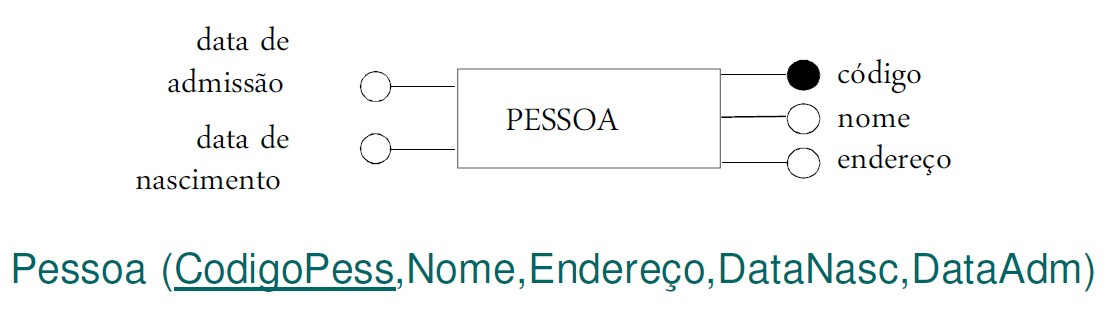 data de
admissão
data de
nascimento
PESSOA
código
nome
endereço
Pessoa (CodigoPess,Nome,Endereço,DataNasc,DataAdm)